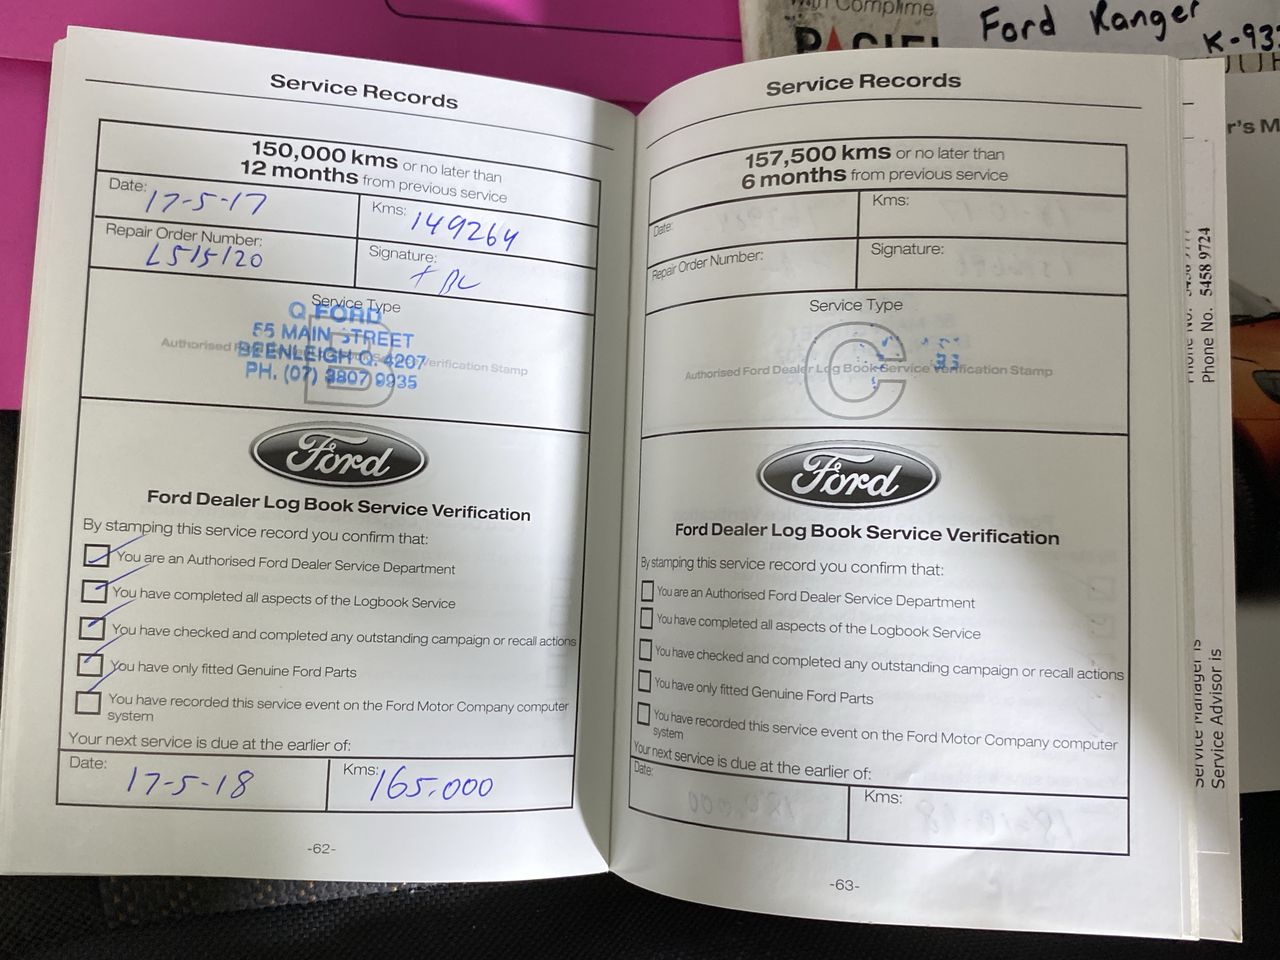 With Complime
Ford Ranger
K-933
Service Records
150,000 kms or no later than
12 months from previous service
Date: 17-5-17
Kms: 149264
Repair Order Number: L515120
Signature:
Service Type
Q FORD
55 MAIN STREET
BEENLEIGH Q. 4207
PH. (07) 3807 9935
B
Ford
Ford Dealer Log Book Service Verification
By stamping this service record you confirm that:
You are an Authorised Ford Dealer Service Department
You have completed all aspects of the Logbook Service
You have checked and completed any outstanding campaign or recall actions
You have only fitted Genuine Ford Parts
You have recorded this service event on the Ford Motor Company computer
system
Your next service is due at the earlier of:
Date: 17-5-18
Kms: 165.000
-62-
Service Records
157,500 kms or no later than
6 months from previous service
Date:
Kms:
Repair Order Number:
Signature:
Service Type
C
Authorised Ford Dealer Log Book Service Verification Stamp
Ford
Ford Dealer Log Book Service Verification
By stamping this service record you confirm that:
You are an Authorised Ford Dealer Service Department
You have completed all aspects of the Logbook Service
You have checked and completed any outstanding campaign or recall actions
You have only fitted Genuine Ford Parts
You have recorded this service event on the Ford Motor Company computer
system
Your next service is due at the earlier of:
Date:
Kms:
-63-
r's M
Phone No. 5458 9724
Service Manager is
Service Advisor is